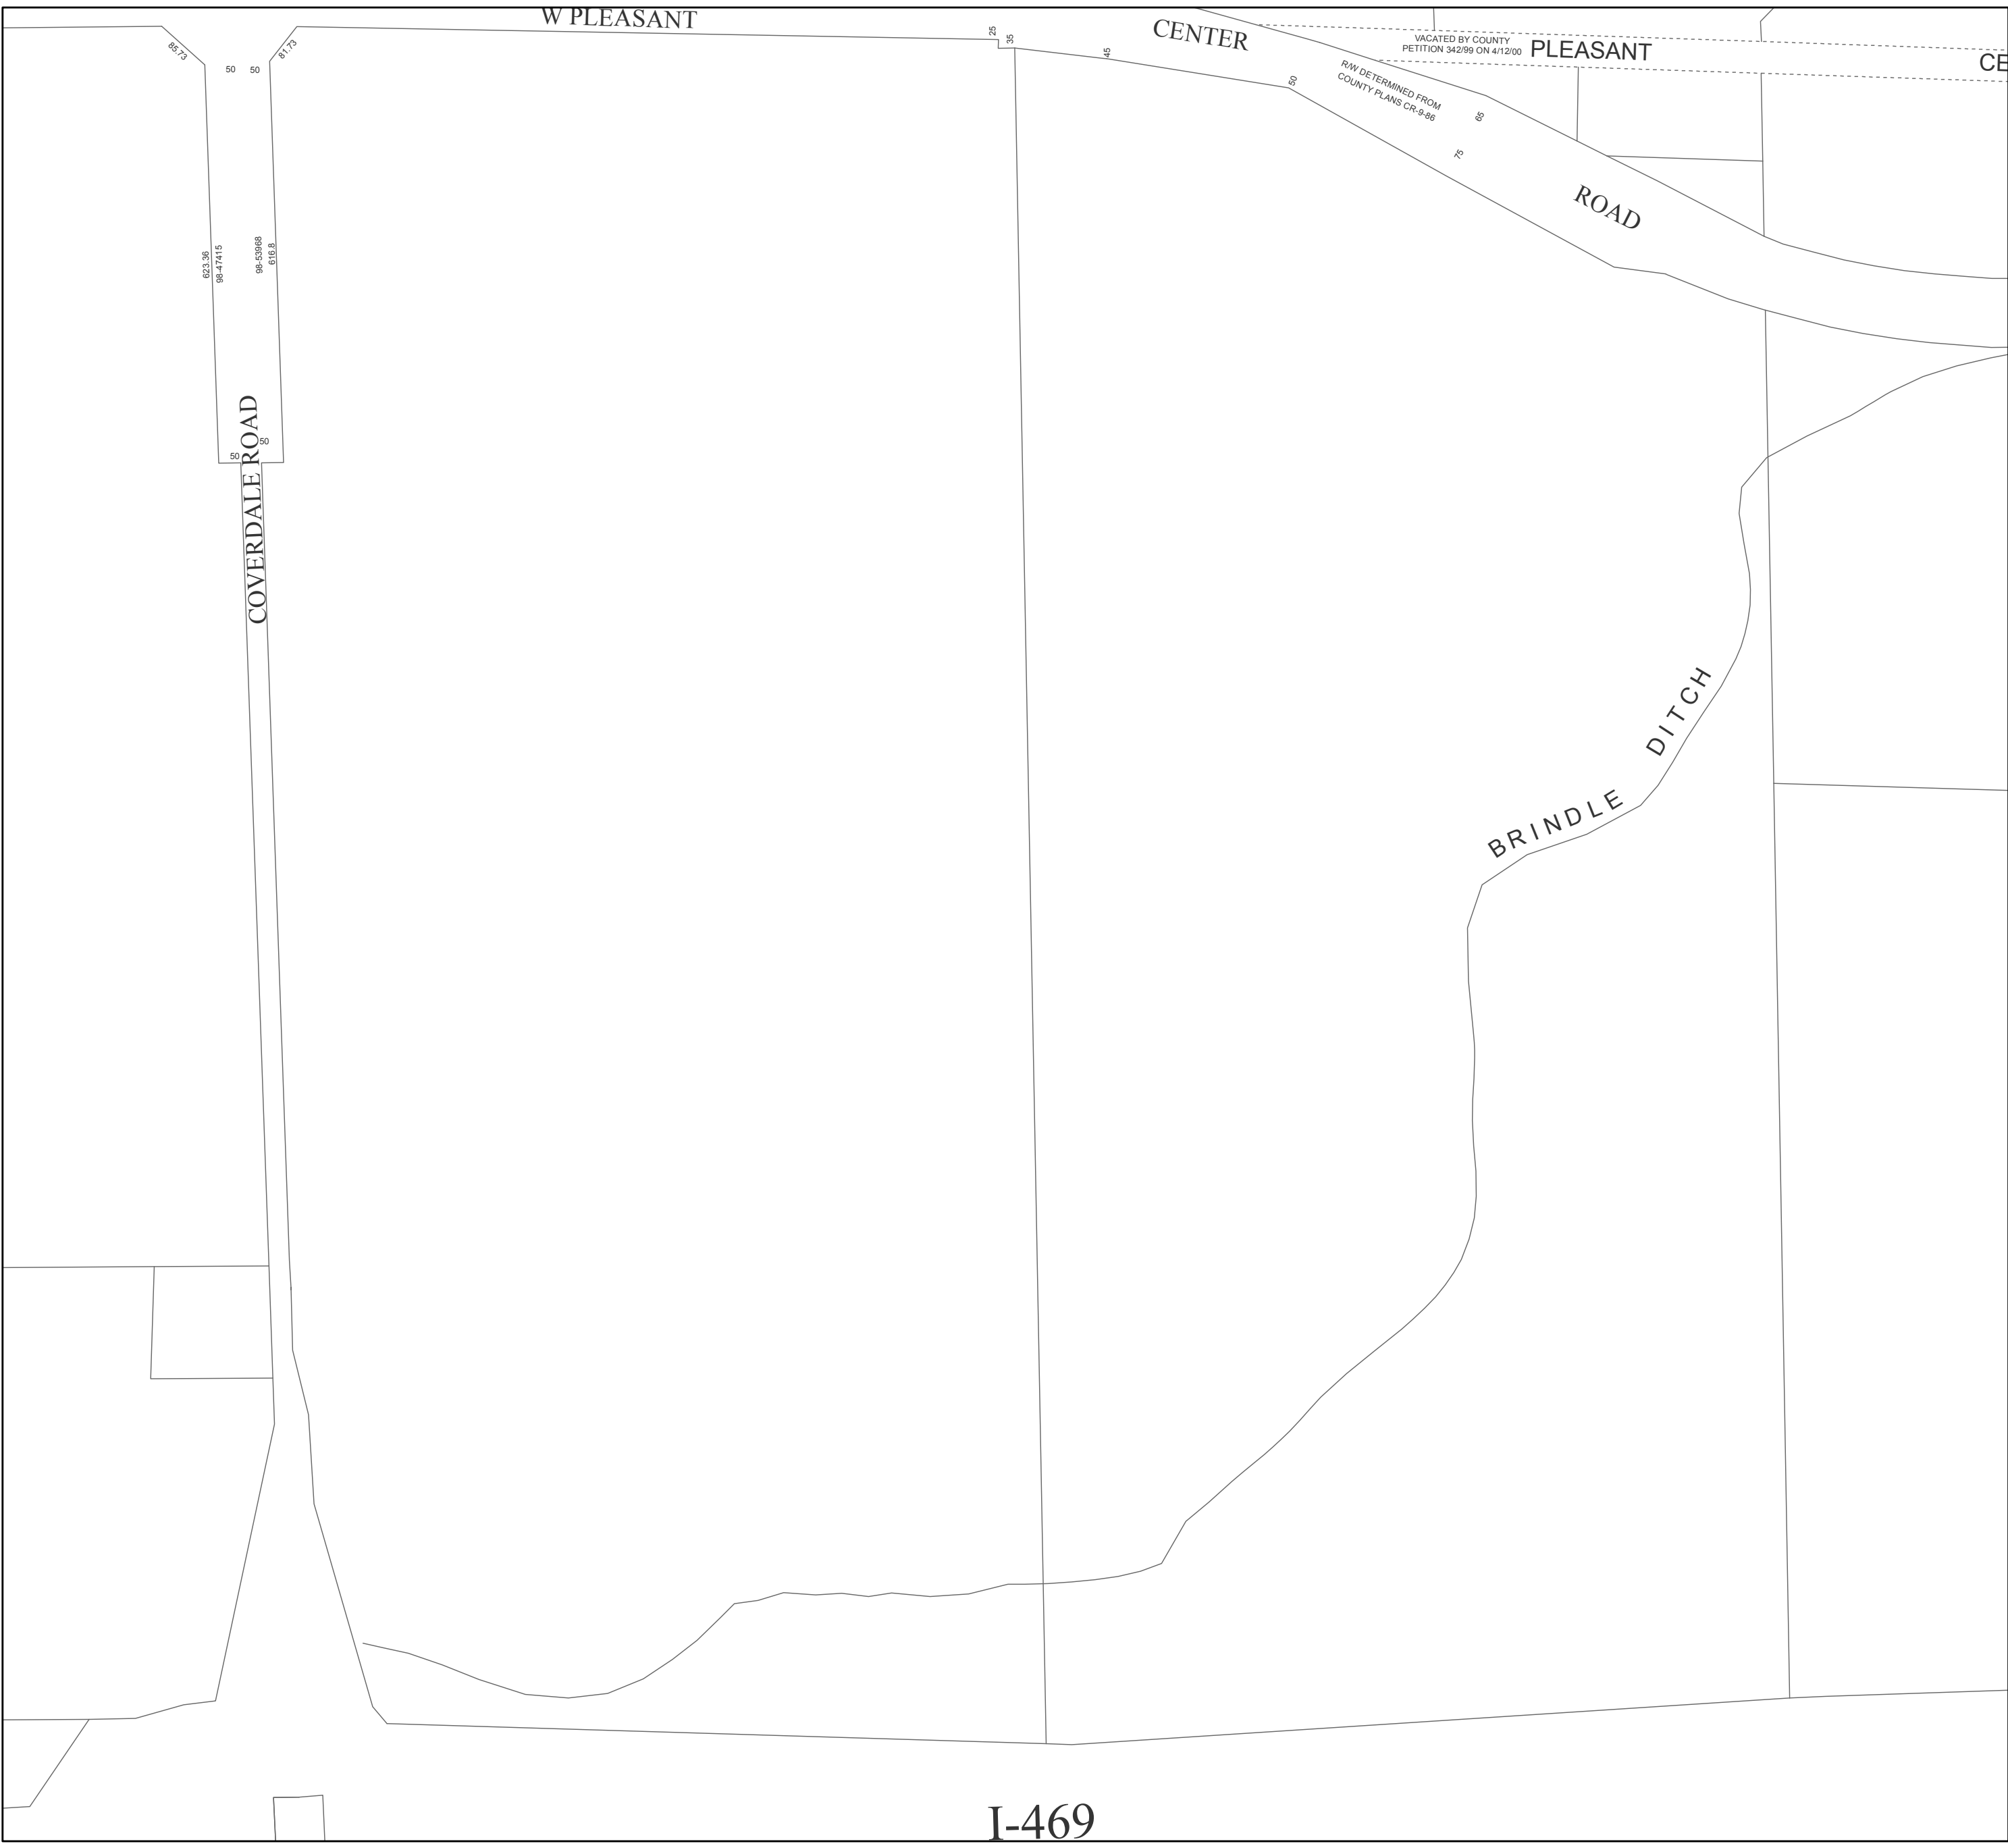 W PLEASANT
CENTER
ROAD
VACATED BY COUNTY
PETITION 342/99 ON 4/12/00
PLEASANT
CE
R/W DETERMINED FROM
COUNTY PLANS CR-9-86
25
35
45
50
65
75
85.73
81.73
50
50
623.36
98-47415
98-53968
616.8
50
50
COVERDALE ROAD
BRINDLE
DITCH
I-469